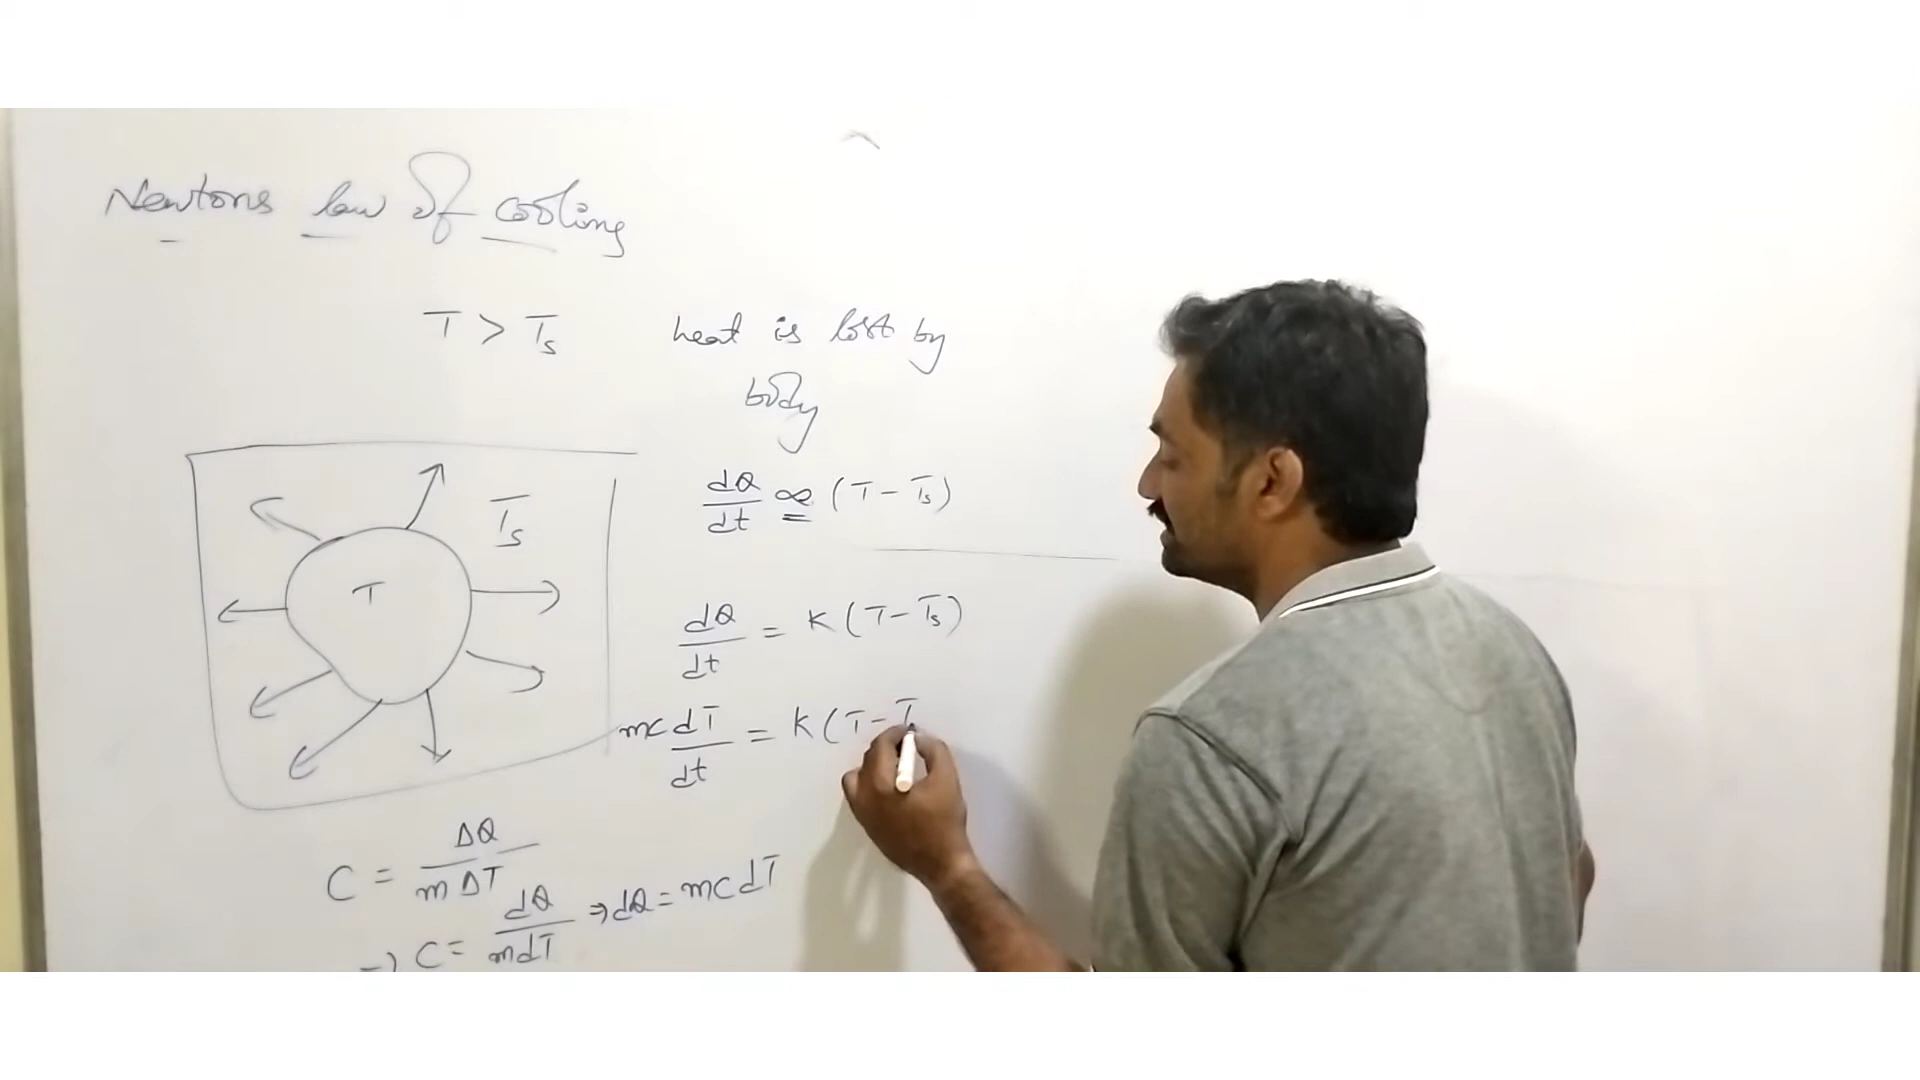 Newtons law of cooling
T > Ts
heat is lost by
body
Ts
T
dQ/dt ∝ (T - Ts)
dQ/dt = K (T - Ts)
mc dT/dt = K (T - T
C = ΔQ/m ΔT
⇒ C = dQ/mdT ⇒ dQ = mcdT